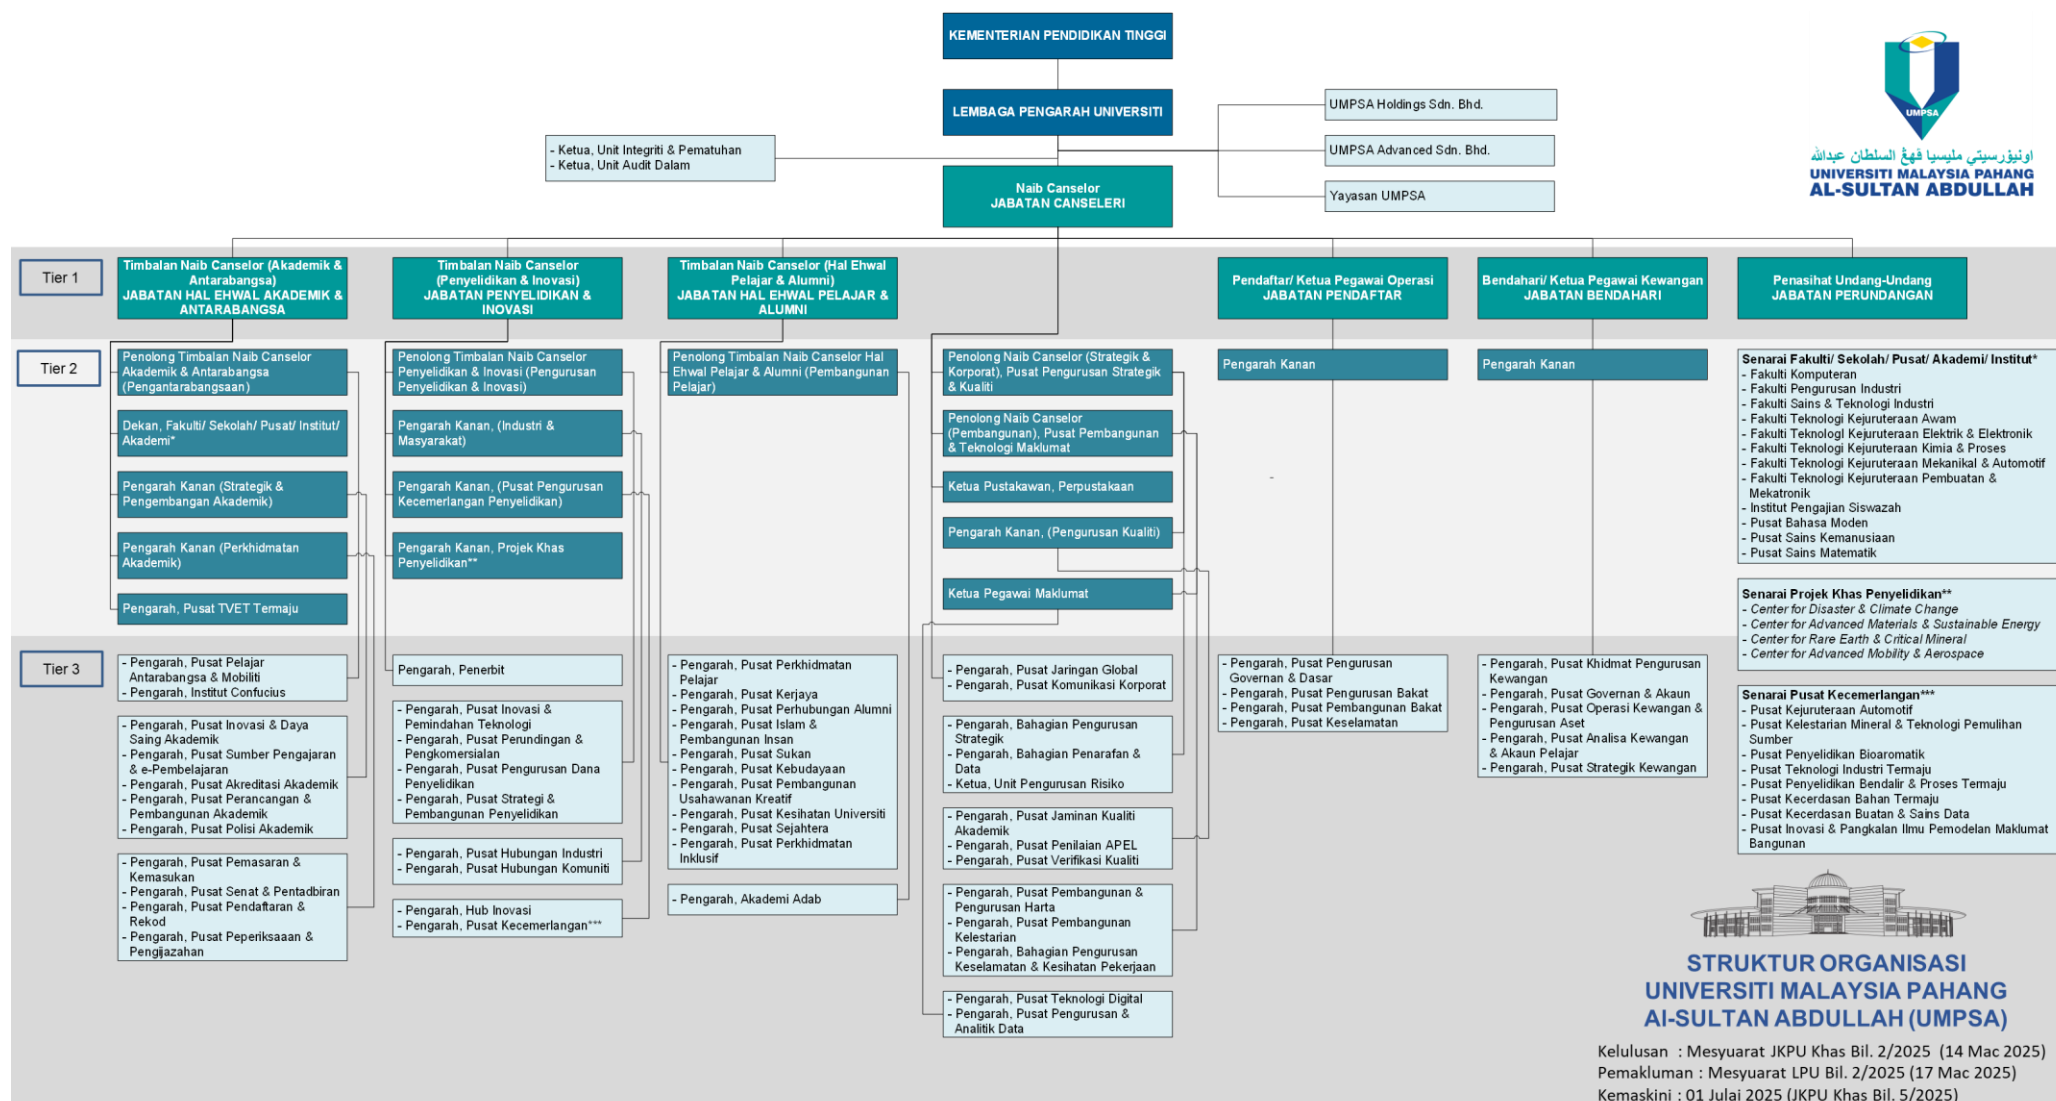 KEMENTERIAN PENDIDIKAN TINGGI
LEMBAGA PENGARAH UNIVERSITI
UMPSA Holdings Sdn. Bhd.
UMPSA Advanced Sdn. Bhd.
Yayasan UMPSA
- Ketua, Unit Integriti & Pematuhan
- Ketua, Unit Audit Dalam
Naib Canselor
JABATAN CANSELERI
UMPSA
اونيۏرسيتي مليسيا ڤهڠ السلطان عبدالله
UNIVERSITI MALAYSIA PAHANG
AL-SULTAN ABDULLAH
Tier 1
Timbalan Naib Canselor (Akademik &
Antarabangsa)
JABATAN HAL EHWAL AKADEMIK &
ANTARABANGSA
Timbalan Naib Canselor
(Penyelidikan & Inovasi)
JABATAN PENYELIDIKAN &
INOVASI
Timbalan Naib Canselor (Hal Ehwal
Pelajar & Alumni)
JABATAN HAL EHWAL PELAJAR &
ALUMNI
Pendaftar/ Ketua Pegawai Operasi
JABATAN PENDAFTAR
Bendahari/ Ketua Pegawai Kewangan
JABATAN BENDAHARI
Penasihat Undang-Undang
JABATAN PERUNDANGAN
Tier 2
Penolong Timbalan Naib Canselor
Akademik & Antarabangsa
(Pengantarabangsaan)
Dekan, Fakulti/ Sekolah/ Pusat/ Institut/
Akademi*
Pengarah Kanan (Strategik &
Pengembangan Akademik)
Pengarah Kanan (Perkhidmatan
Akademik)
Pengarah, Pusat TVET Termaju
Penolong Timbalan Naib Canselor
Penyelidikan & Inovasi (Pengurusan
Penyelidikan & Inovasi)
Pengarah Kanan, (Industri &
Masyarakat)
Pengarah Kanan, (Pusat Pengurusan
Kecemerlangan Penyelidikan)
Pengarah Kanan, Projek Khas
Penyelidikan**
Penolong Timbalan Naib Canselor Hal
Ehwal Pelajar & Alumni (Pembangunan
Pelajar)
Penolong Naib Canselor (Strategik &
Korporat), Pusat Pengurusan Strategik
& Kualiti
Penolong Naib Canselor
(Pembangunan), Pusat Pembangunan
& Teknologi Maklumat
Ketua Pustakawan, Perpustakaan
Pengarah Kanan, (Pengurusan Kualiti)
Ketua Pegawai Maklumat
Pengarah Kanan
-
Pengarah Kanan
Senarai Fakulti/ Sekolah/ Pusat/ Akademi/ Institut*
- Fakulti Komputeran
- Fakulti Pengurusan Industri
- Fakulti Sains & Teknologi Industri
- Fakulti Teknologi Kejuruteraan Awam
- Fakulti Teknologl Kejuruteraan Elektrik & Elektronik
- Fakulti Teknologi Kejuruteraan Kimia & Proses
- Fakulti Teknologi Kejuruteraan Mekanikal & Automotif
- Fakulti Teknologi Kejuruteraan Pembuatan &
Mekatronik
- Institut Pengajian Siswazah
- Pusat Bahasa Moden
- Pusat Sains Kemanusiaan
- Pusat Sains Matematik
Senarai Projek Khas Penyelidikan**
- Center for Disaster & Climate Change
- Center for Advanced Materials & Sustainable Energy
- Center for Rare Earth & Critical Mineral
- Center for Advanced Mobility & Aerospace
Tier 3
- Pengarah, Pusat Pelajar
Antarabangsa & Mobiliti
- Pengarah, Institut Confucius
- Pengarah, Pusat Inovasi & Daya
Saing Akademik
- Pengarah, Pusat Sumber Pengajaran
& e-Pembelajaran
- Pengarah, Pusat Akreditasi Akademik
- Pengarah, Pusat Perancangan &
Pembangunan Akademik
- Pengarah, Pusat Polisi Akademik
- Pengarah, Pusat Pemasaran &
Kemasukan
- Pengarah, Pusat Senat & Pentadbiran
- Pengarah, Pusat Pendaftaran &
Rekod
- Pengarah, Pusat Peperiksaaan &
Pengijazahan
Pengarah, Penerbit
- Pengarah, Pusat Inovasi &
Pemindahan Teknologi
- Pengarah, Pusat Perundingan &
Pengkomersialan
- Pengarah, Pusat Pengurusan Dana
Penyelidikan
- Pengarah, Pusat Strategi &
Pembangunan Penyelidikan
- Pengarah, Pusat Hubungan Industri
- Pengarah, Pusat Hubungan Komuniti
- Pengarah, Hub Inovasi
- Pengarah, Pusat Kecemerlangan***
- Pengarah, Pusat Perkhidmatan
Pelajar
- Pengarah, Pusat Kerjaya
- Pengarah, Pusat Perhubungan Alumni
- Pengarah, Pusat Islam &
Pembangunan Insan
- Pengarah, Pusat Sukan
- Pengarah, Pusat Kebudayaan
- Pengarah, Pusat Pembangunan
Usahawanan Kreatif
- Pengarah, Pusat Kesihatan Universiti
- Pengarah, Pusat Sejahtera
- Pengarah, Pusat Perkhidmatan
Inklusif
- Pengarah, Akademi Adab
- Pengarah, Pusat Jaringan Global
- Pengarah, Pusat Komunikasi Korporat
- Pengarah, Bahagian Pengurusan
Strategik
- Pengarah, Bahagian Penarafan &
Data
- Ketua, Unit Pengurusan Risiko
- Pengarah, Pusat Jaminan Kualiti
Akademik
- Pengarah, Pusat Penilaian APEL
- Pengarah, Pusat Verifikasi Kualiti
- Pengarah, Pusat Pembangunan &
Pengurusan Harta
- Pengarah, Pusat Pembangunan
Kelestarian
- Pengarah, Bahagian Pengurusan
Keselamatan & Kesihatan Pekerjaan
- Pengarah, Pusat Teknologi Digital
- Pengarah, Pusat Pengurusan &
Analitik Data
- Pengarah, Pusat Pengurusan
Governan & Dasar
- Pengarah, Pusat Pengurusan Bakat
- Pengarah, Pusat Pembangunan Bakat
- Pengarah, Pusat Keselamatan
- Pengarah, Pusat Khidmat Pengurusan
Kewangan
- Pengarah, Pusat Governan & Akaun
- Pengarah, Pusat Operasi Kewangan &
Pengurusan Aset
- Pengarah, Pusat Analisa Kewangan
& Akaun Pelajar
- Pengarah, Pusat Strategik Kewangan
Senarai Pusat Kecemerlangan***
- Pusat Kejuruteraan Automotif
- Pusat Kelestarian Mineral & Teknologi Pemulihan
Sumber
- Pusat Penyelidikan Bioaromatik
- Pusat Teknologi Industri Termaju
- Pusat Penyelidikan Bendalir & Proses Termaju
- Pusat Kecerdasan Bahan Termaju
- Pusat Kecerdasan Buatan & Sains Data
- Pusat Inovasi & Pangkalan Ilmu Pemodelan Maklumat
Bangunan
STRUKTUR ORGANISASI
UNIVERSITI MALAYSIA PAHANG
Al-SULTAN ABDULLAH (UMPSA)
Kelulusan : Mesyuarat JKPU Khas Bil. 2/2025 (14 Mac 2025)
Pemakluman : Mesyuarat LPU Bil. 2/2025 (17 Mac 2025)
Kemaskini : 01 Julai 2025 (JKPU Khas Bil. 5/2025)